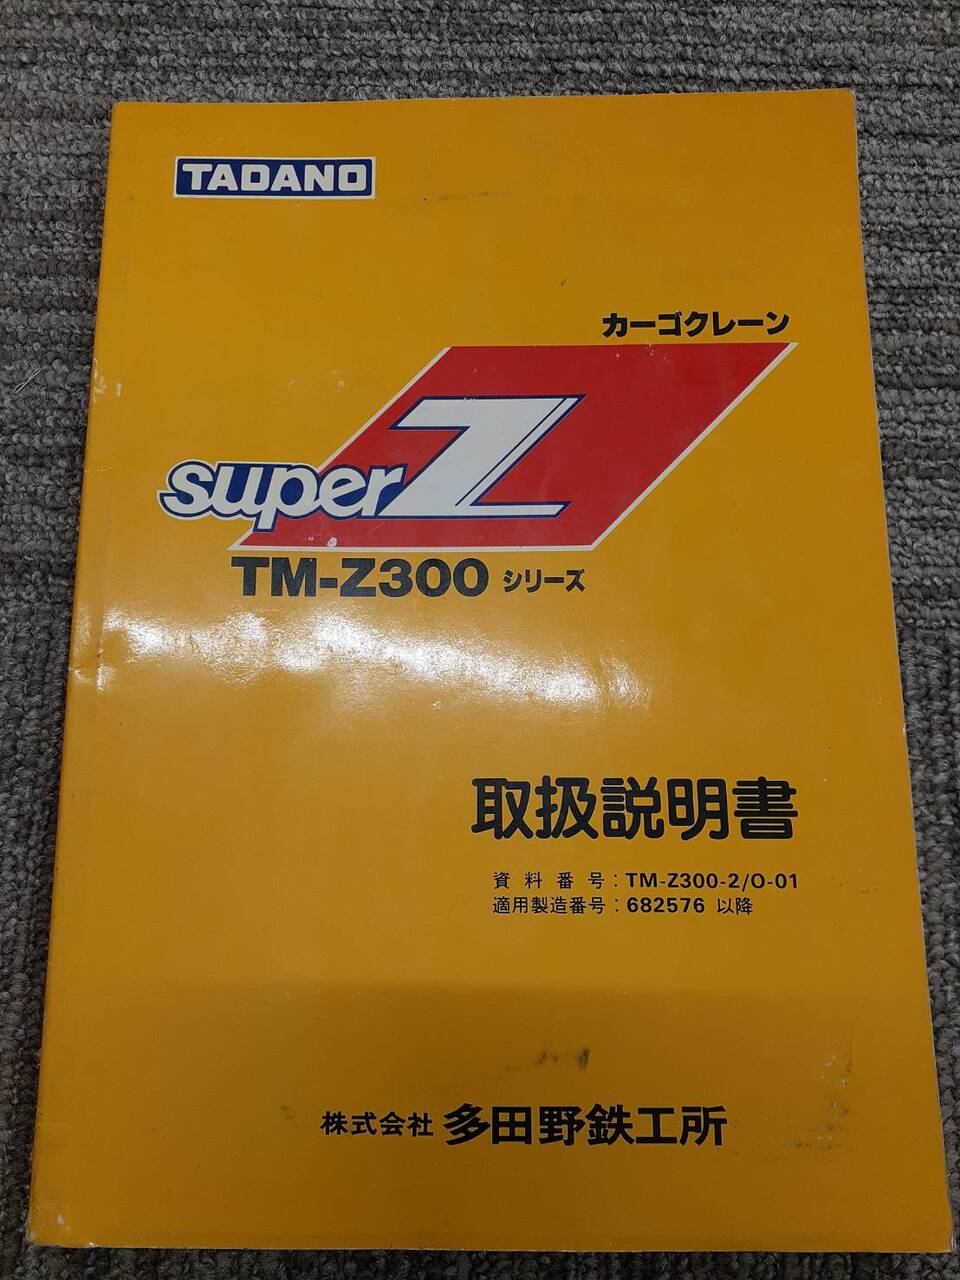 TADANO
カーゴクレーン
superZ
TM-Z300 シリーズ
取扱説明書
資料番号:TM-Z300-2/O-01
適用製造番号:682576 以降
株式会社 多田野鉄工所